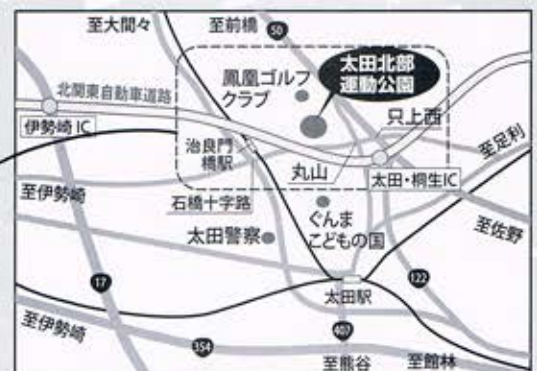 至大間々
至前橋
50
太田北部
運動公園
鳳凰ゴルフ
クラブ
北関東自動車道路
只上西
伊勢崎IC
治良門
橋駅
丸山
太田・桐生IC
至足利
至伊勢崎
石橋十字路
ぐんま
こどもの国
至佐野
太田警察
17
122
太田駅
至伊勢崎
354
407
至熊谷
至館林